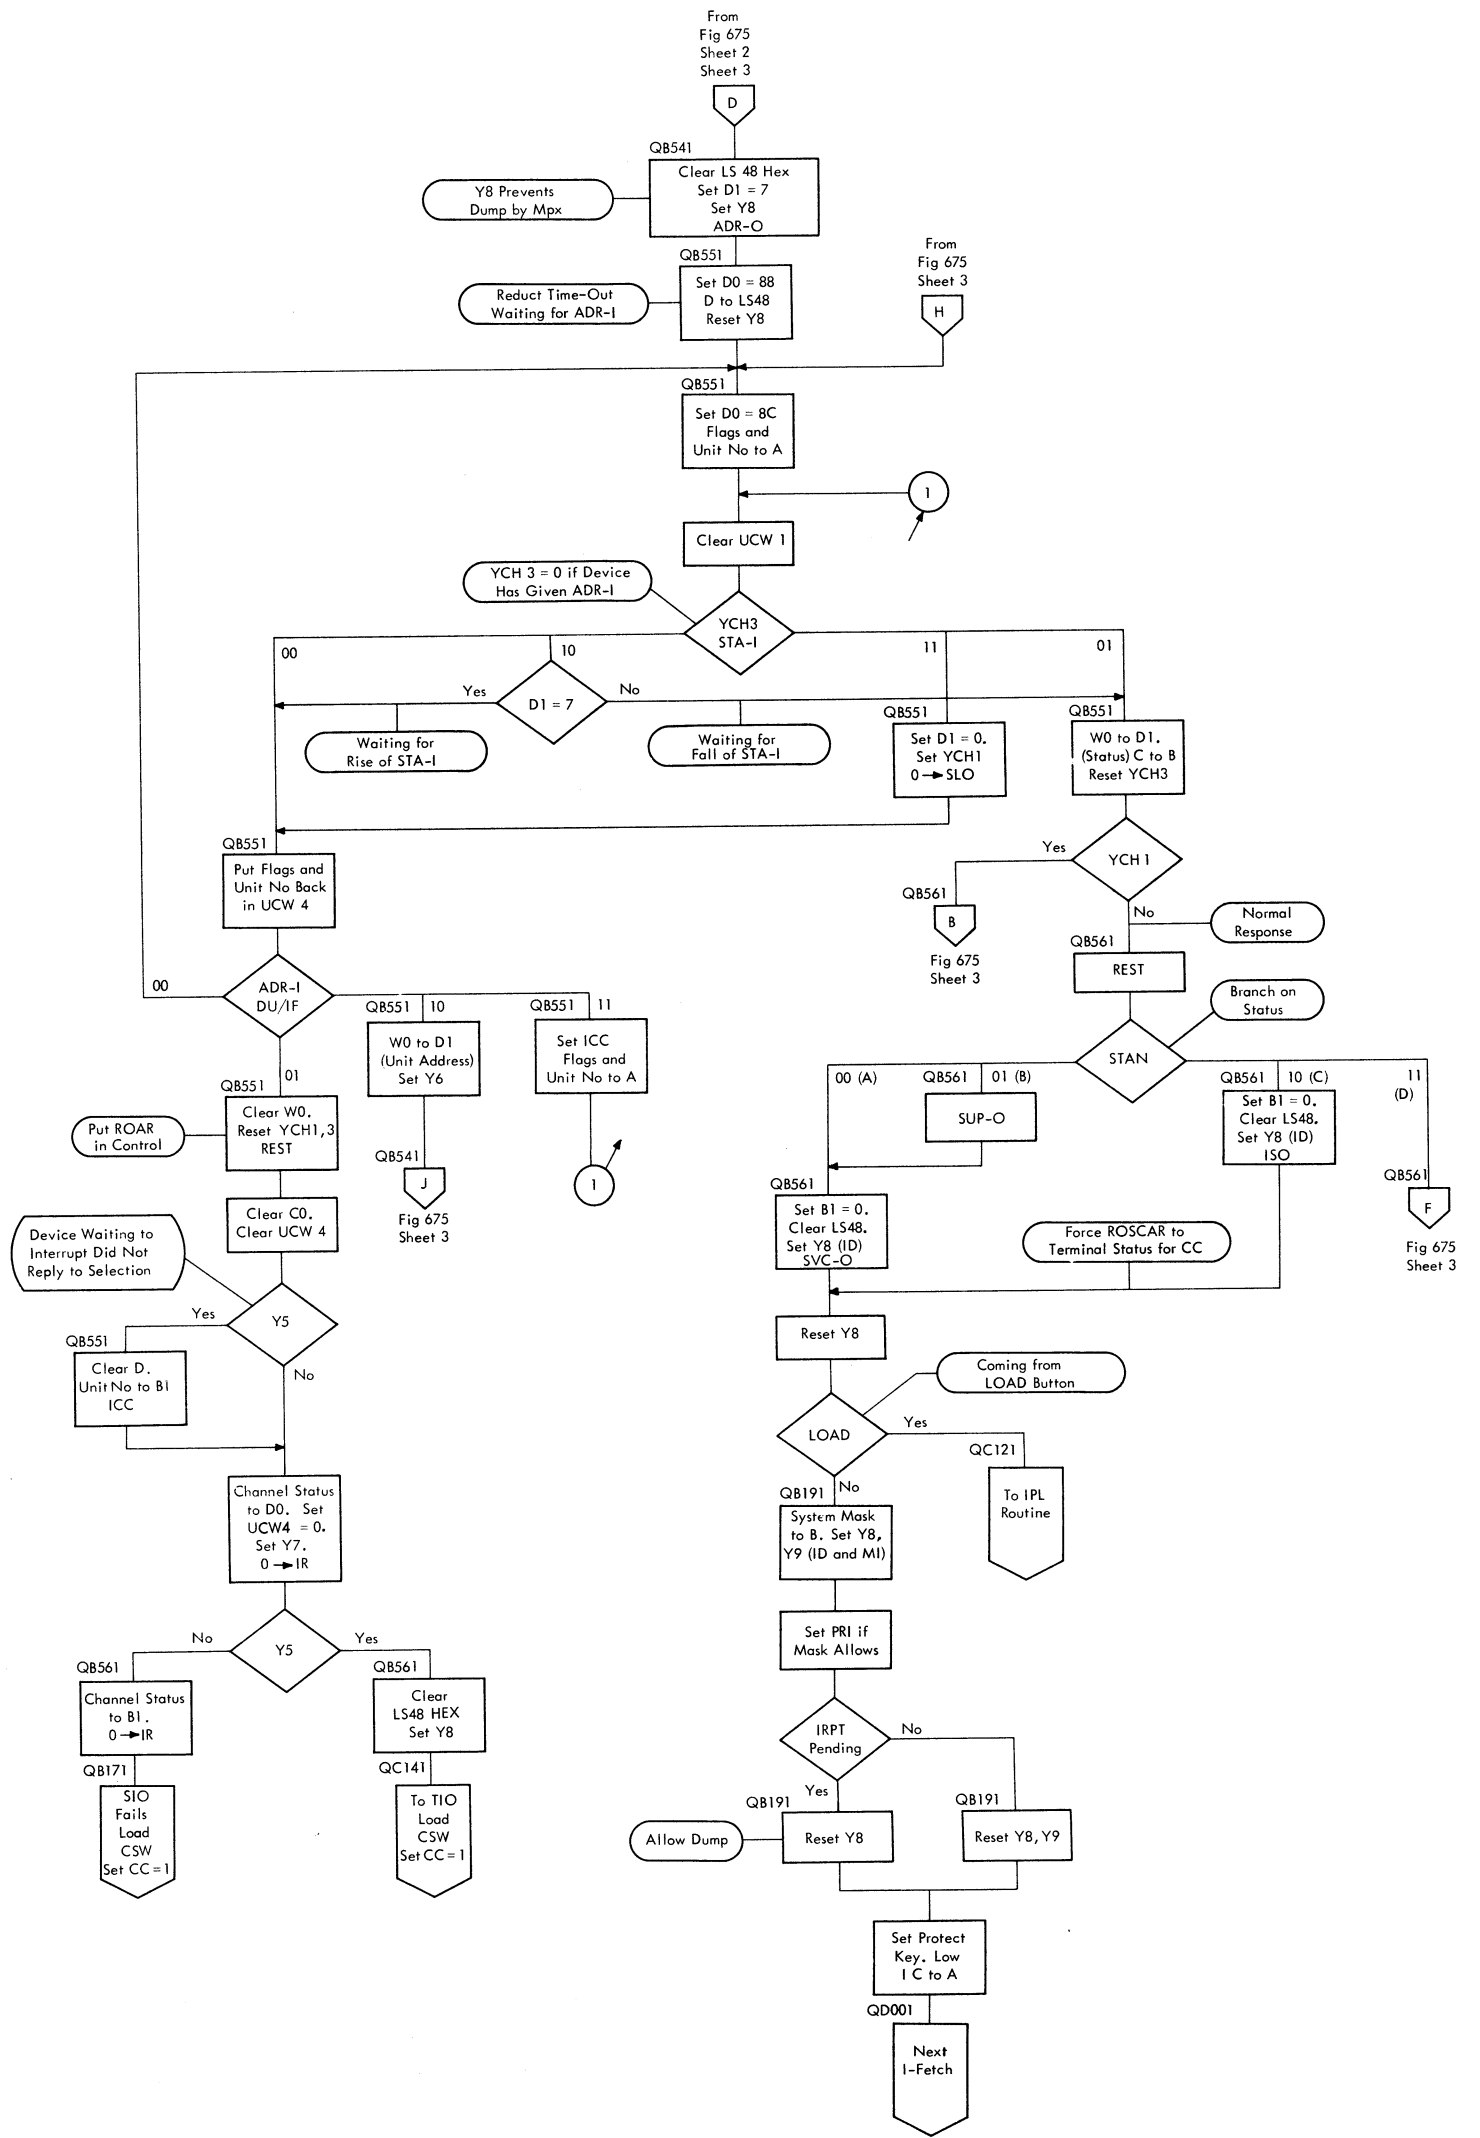 From
Fig 675
Sheet 2
Sheet 3
D
QB541
Clear LS 48 Hex
Set D1 = 7
Set Y8
ADR-O
Y8 Prevents
Dump by Mpx
QB551
Set D0 = 88
D to LS48
Reset Y8
Reduct Time-Out
Waiting for ADR-I
From
Fig 675
Sheet 3
H
QB551
Set D0 = 8C
Flags and
Unit No to A
1
Clear UCW 1
YCH 3 = 0 if Device
Has Given ADR-I
YCH3
STA-I
00
10
11
01
Yes
D1 = 7
No
Waiting for
Rise of STA-I
Waiting for
Fall of STA-I
QB551
Set D1 = 0.
Set YCH1
0 → SLO
QB551
W0 to D1.
(Status) C to B
Reset YCH3
QB551
Put Flags and
Unit No Back
in UCW 4
Yes
YCH 1
QB561
B
Fig 675
Sheet 3
No
Normal
Response
QB561
REST
Branch on
Status
STAN
00
ADR-I
DU/IF
QB551
10
W0 to D1
(Unit Address)
Set Y6
QB551
11
Set ICC
Flags and
Unit No to A
01
QB551
Clear W0.
Reset YCH1,3
REST
Put ROAR
in Control
QB541
J
Fig 675
Sheet 3
1
00 (A)
QB561
01 (B)
SUP-O
QB561
10 (C)
Set B1 = 0.
Clear LS48.
Set Y8 (ID)
ISO
11
(D)
QB561
F
Fig 675
Sheet 3
QB561
Set B1 = 0.
Clear LS48.
Set Y8 (ID)
SVC-O
Force ROSCAR to
Terminal Status for CC
Clear C0.
Clear UCW 4
Device Waiting to
Interrupt Did Not
Reply to Selection
Yes
Y5
No
QB551
Clear D.
Unit No to B1
ICC
Reset Y8
Coming from
LOAD Button
LOAD
Yes
QC121
To IPL
Routine
No
QB191
System Mask
to B. Set Y8,
Y9 (ID and MI)
Channel Status
to D0. Set
UCW4 = 0.
Set Y7.
0 → IR
Set PRI if
Mask Allows
No
Y5
Yes
QB561
Channel Status
to B1.
0 → IR
QB561
Clear
LS48 HEX
Set Y8
QB171
SIO
Fails
Load
CSW
Set CC = 1
QC141
To TIO
Load
CSW
Set CC = 1
IRPT
Pending
No
Yes
QB191
Reset Y8
Allow Dump
QB191
Reset Y8, Y9
Set Protect
Key. Low
I C to A
QD001
Next
I-Fetch